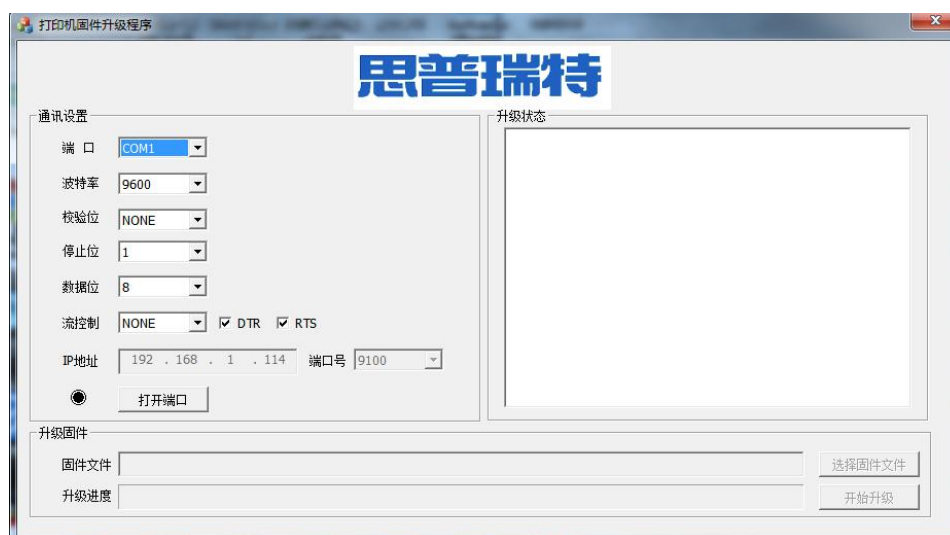 打印机固件升级程序
思普瑞特
通讯设置
端 口 COM1
波特率 9600
校验位 NONE
停止位 1
数据位 8
流控制 NONE DTR RTS
IP地址 192 . 168 . 1 . 114 端口号 9100
打开端口
升级状态
升级固件
固件文件 选择固件文件
升级进度 开始升级